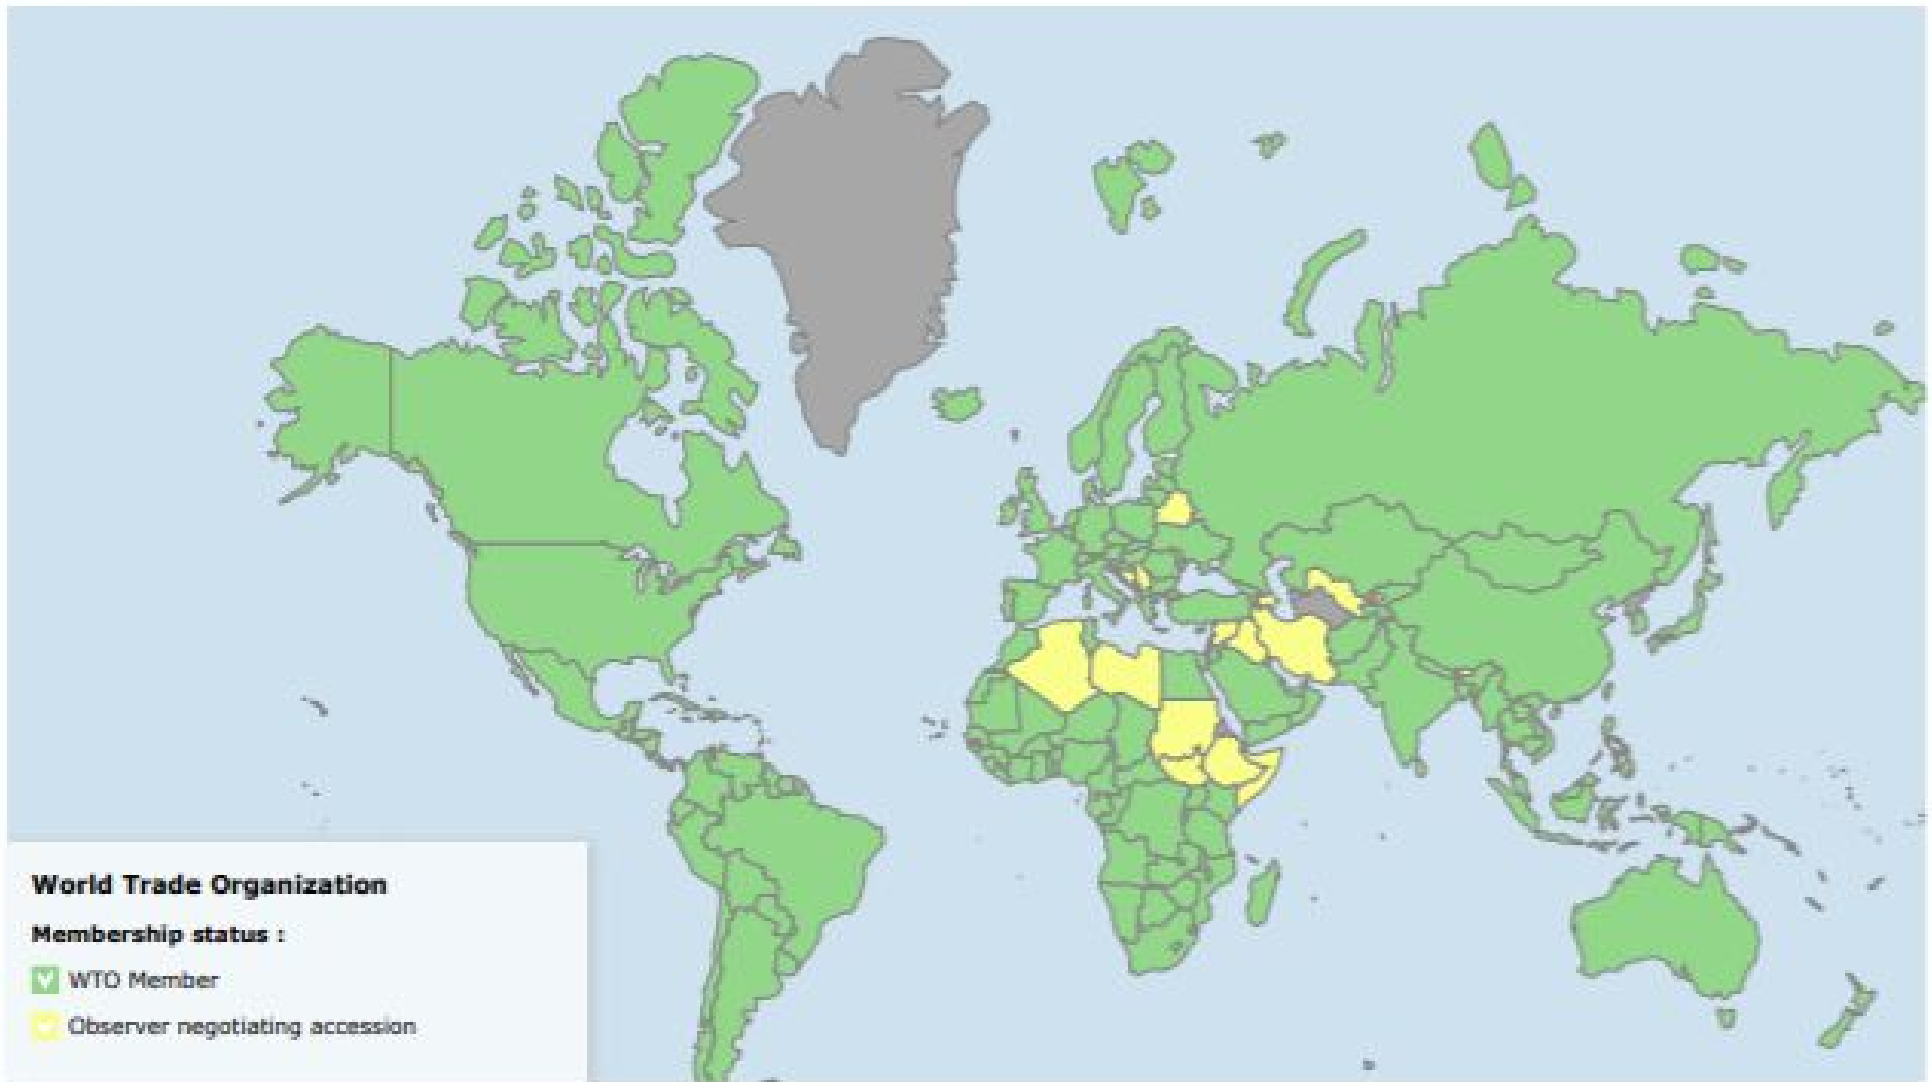 World Trade Organization
Membership status :
WTO Member
Observer negotiating accession